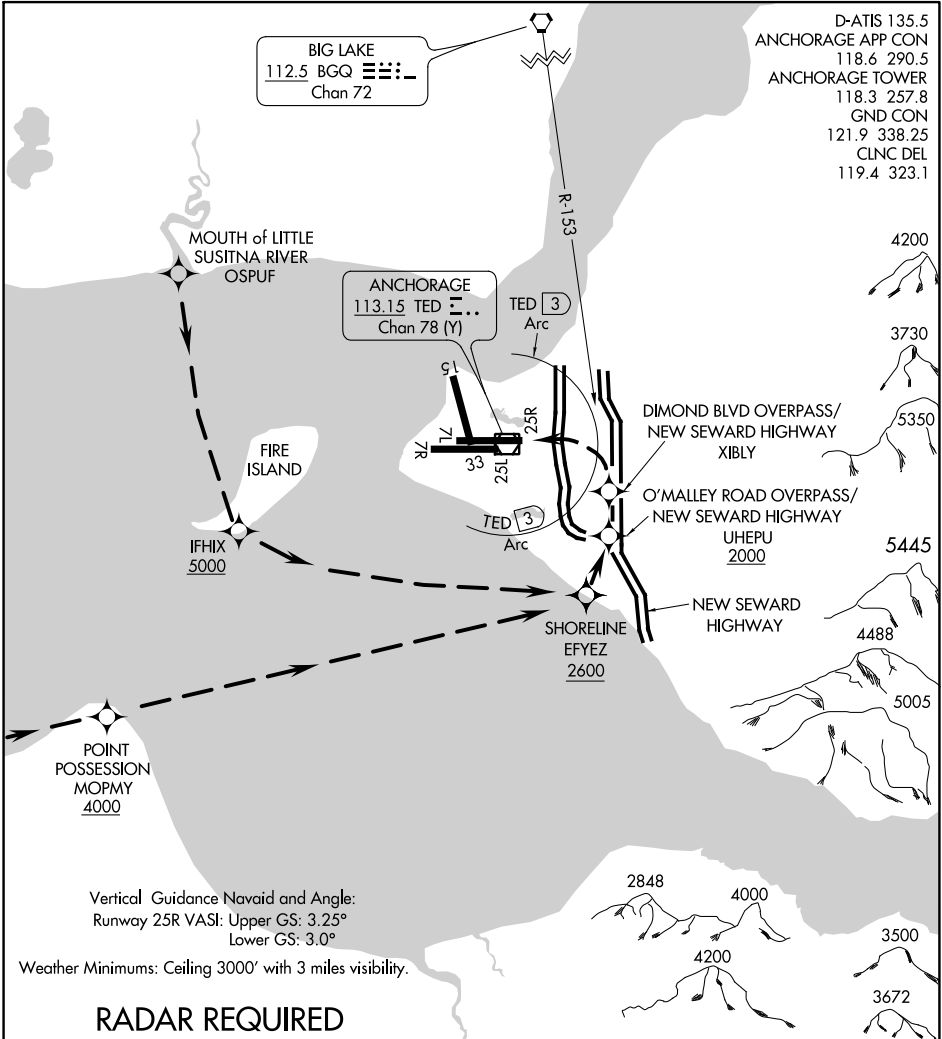 D-ATIS 135.5
ANCHORAGE APP CON
118.6 290.5
ANCHORAGE TOWER
118.3 257.8
GND CON
121.9 338.25
CLNC DEL
119.4 323.1
BIG LAKE
112.5 BGQ
Chan 72
R-153
MOUTH of LITTLE
SUSITNA RIVER
OSPUF
ANCHORAGE
113.15 TED
Chan 78 (Y)
TED 3
Arc
4200
3730
5350
15
7L
7R
33
25L
25R
DIMOND BLVD OVERPASS/
NEW SEWARD HIGHWAY
XIBLY
FIRE
ISLAND
TED 3
Arc
O'MALLEY ROAD OVERPASS/
NEW SEWARD HIGHWAY
UHEPU
2000
IFHIX
5000
5445
NEW SEWARD
HIGHWAY
SHORELINE
EFYEZ
2600
4488
5005
POINT
POSSESSION
MOPMY
4000
Vertical Guidance Navaid and Angle:
Runway 25R VASI: Upper GS: 3.25°
Lower GS: 3.0°
Weather Minimums: Ceiling 3000' with 3 miles visibility.
RADAR REQUIRED
2848
4000
4200
3500
3672